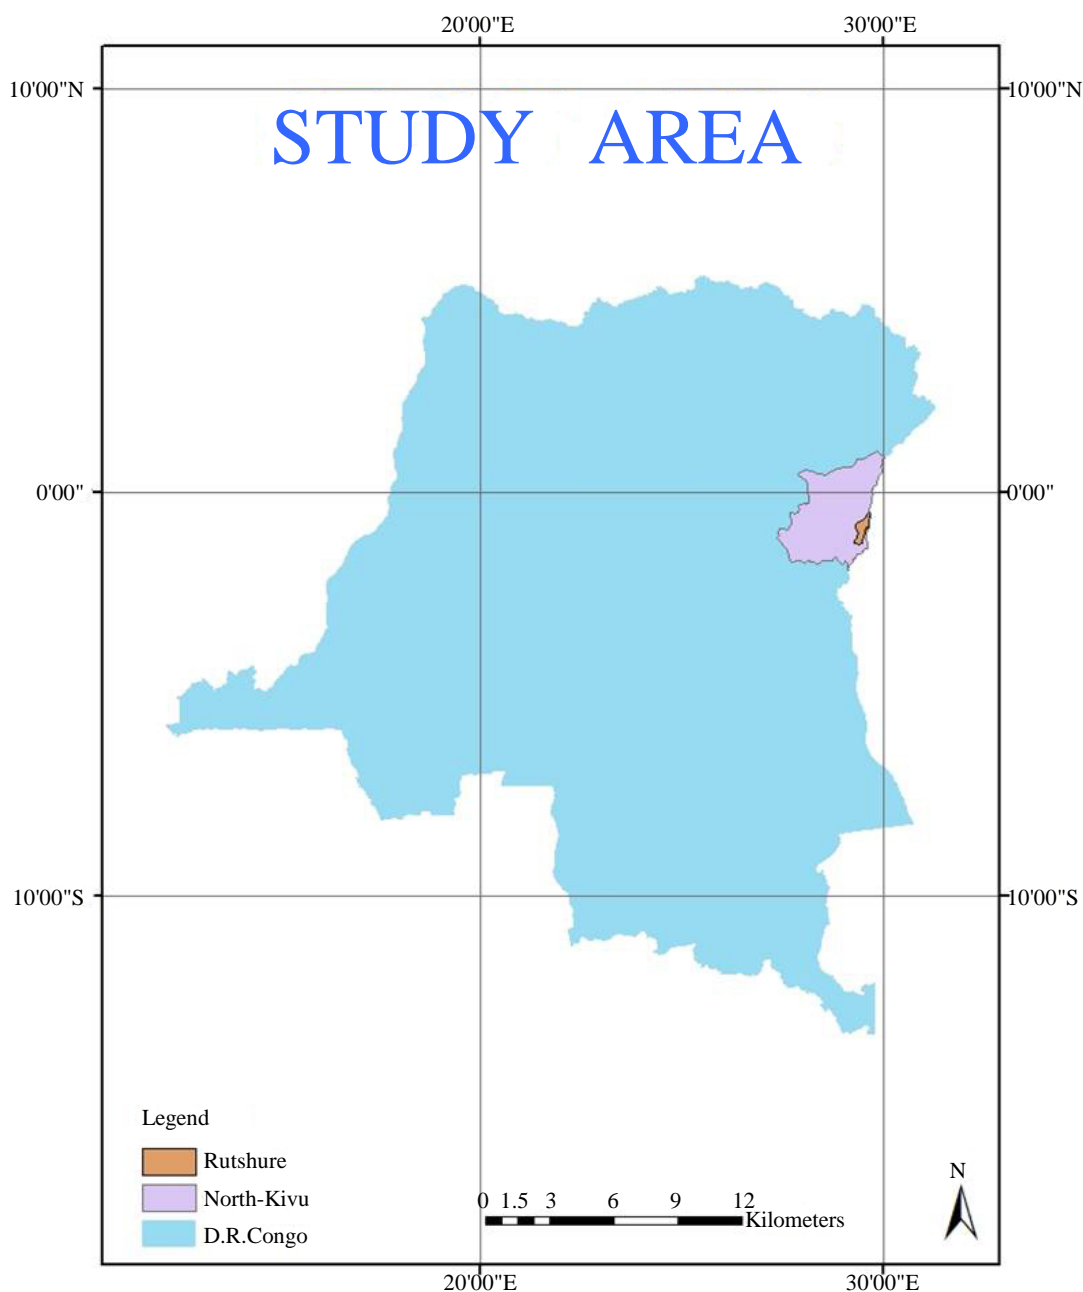 20'00"E 30'00"E
10'00"N 10'00"N
STUDY AREA
0'00" 0'00"
10'00"S 10'00"S
Legend
Rutshure
North-Kivu
D.R.Congo
0 1.5 3 6 9 12
Kilometers
N
20'00"E 30'00"E